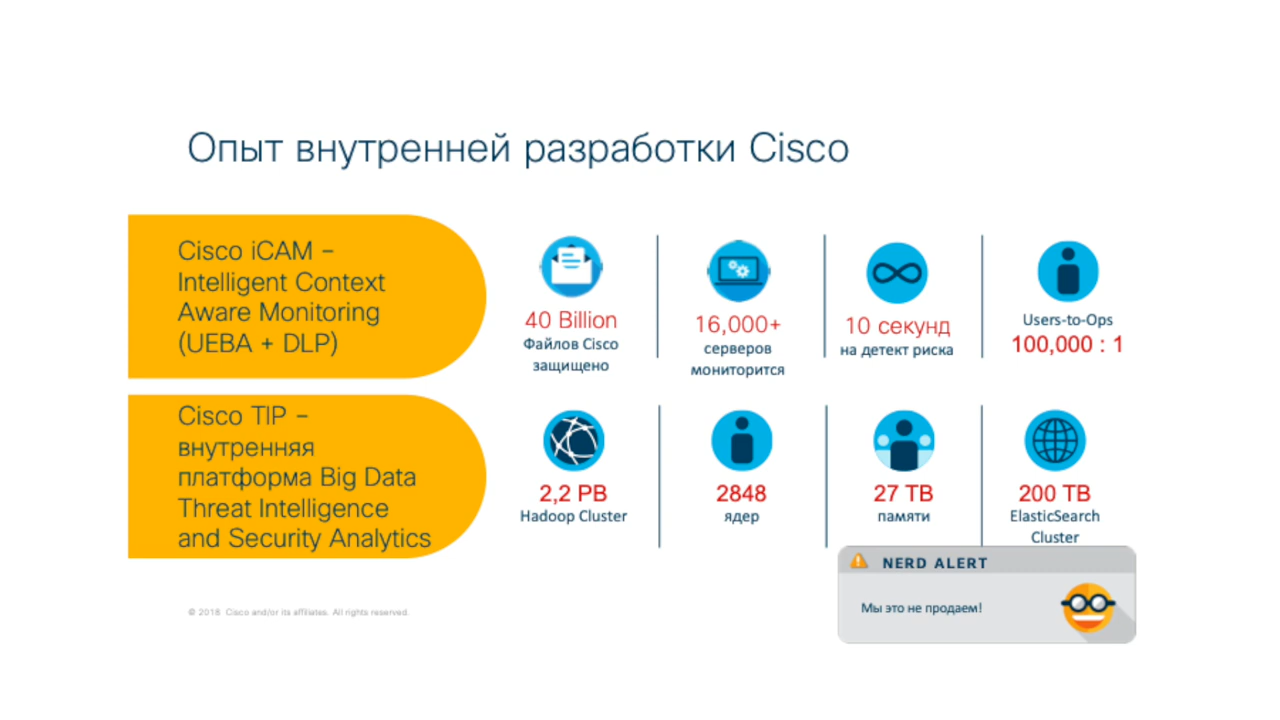 Опыт внутренней разработки Cisco
Cisco iCAM –
Intelligent Context
Aware Monitoring
(UEBA + DLP)
40 Billion
Файлов Cisco
защищено
16,000+
серверов
мониторится
10 секунд
на детект риска
Users-to-Ops
100,000 : 1
Cisco TIP –
внутренняя
платформа Big Data
Threat Intelligence
and Security Analytics
2,2 PB
Hadoop Cluster
2848
ядер
27 TB
памяти
200 TB
ElasticSearch
Cluster
NERD ALERT
Мы это не продаем!
© 2018 Cisco and/or its affiliates. All rights reserved.